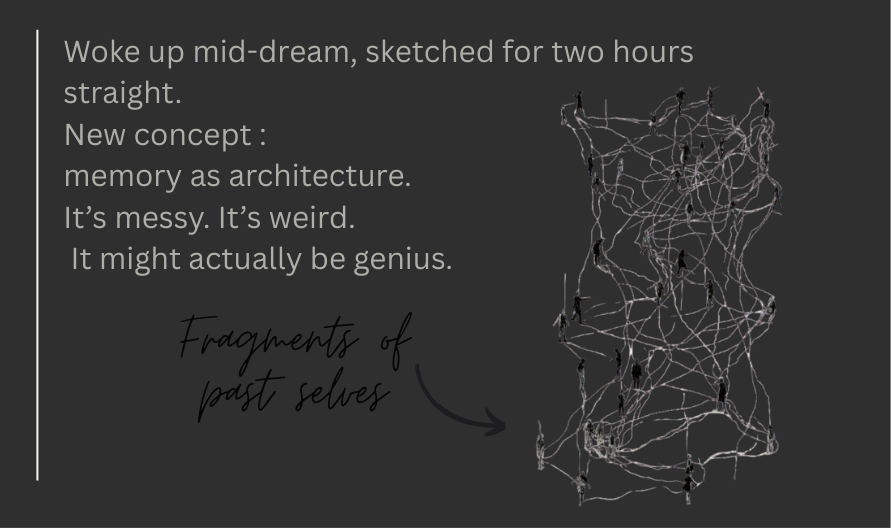 Woke up mid-dream, sketched for two hours
straight.
New concept :
memory as architecture.
It’s messy. It’s weird.
It might actually be genius.
Fragments of
past selves